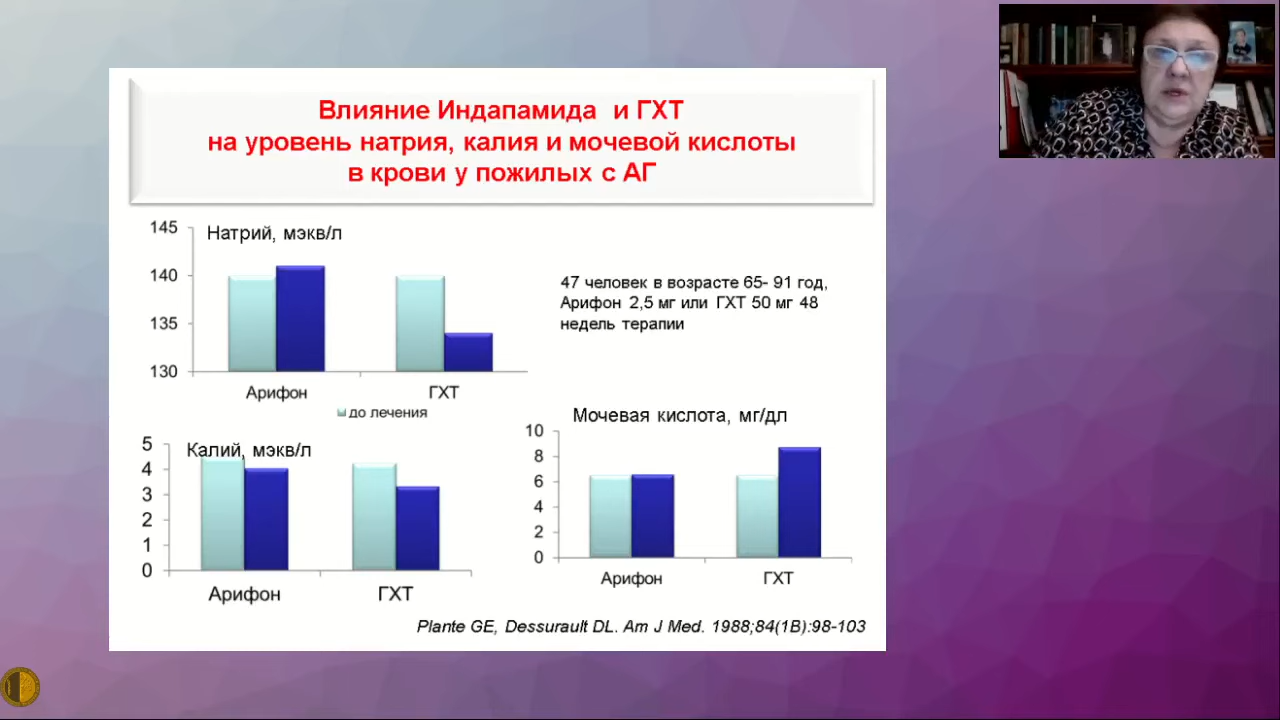 Влияние Индапамида и ГХТ
на уровень натрия, калия и мочевой кислоты
в крови у пожилых с АГ
Натрий, мэкв/л
145
140
135
130
Арифон
ГХТ
до лечения
47 человек в возрасте 65- 91 год,
Арифон 2,5 мг или ГХТ 50 мг 48
недель терапии
Калий, мэкв/л
5
4
3
2
1
0
Арифон
ГХТ
Мочевая кислота, мг/дл
10
8
6
4
2
0
Арифон
ГХТ
Plante GE, Dessurault DL. Am J Med. 1988;84(1B):98-103